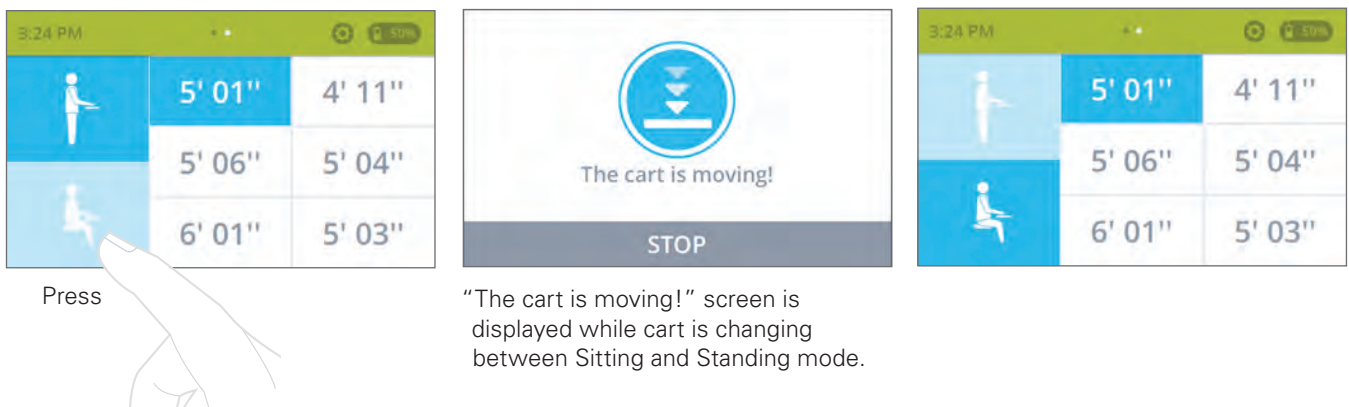 3:24 PM 50%
5' 01'' 4' 11''
5' 06'' 5' 04''
6' 01'' 5' 03''
Press
The cart is moving!
STOP
“The cart is moving!” screen is
displayed while cart is changing
between Sitting and Standing mode.
3:24 PM 50%
5' 01'' 4' 11''
5' 06'' 5' 04''
6' 01'' 5' 03''